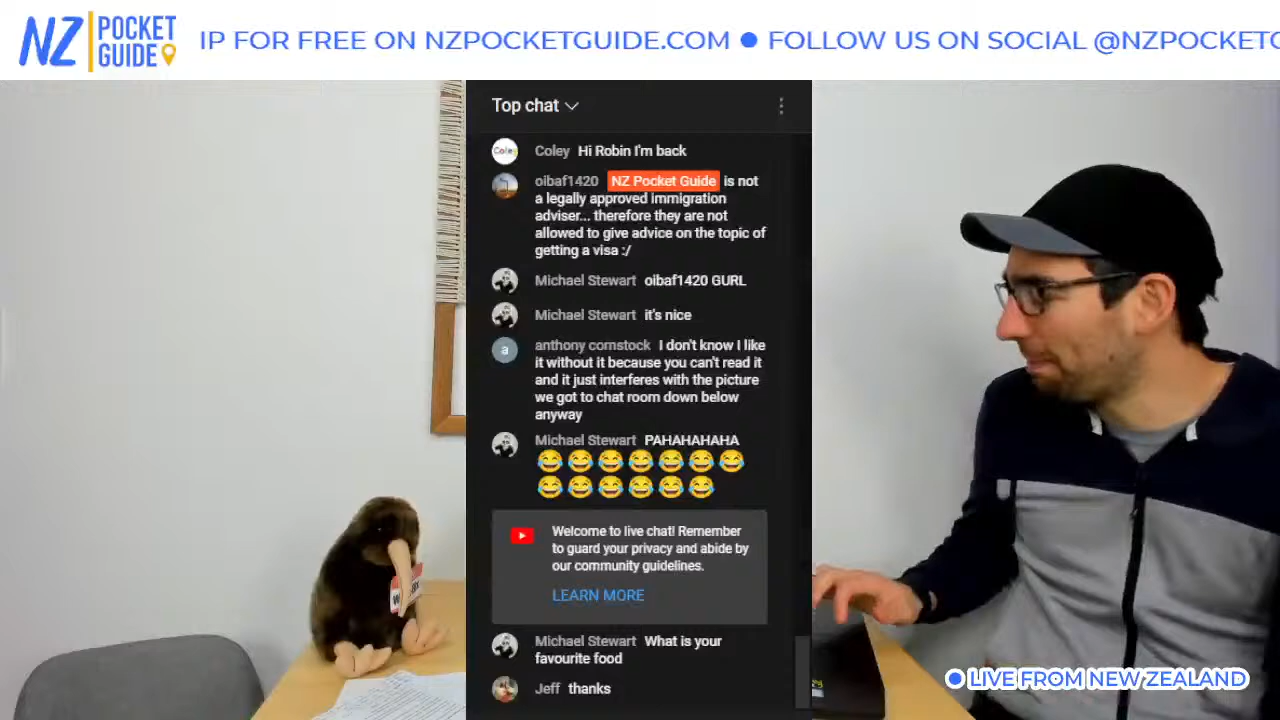 NZ POCKET GUIDE
IP FOR FREE ON NZPOCKETGUIDE.COM ● FOLLOW US ON SOCIAL @NZPOCKETG
Top chat
Coley Hi Robin I'm back
oibaf1420 NZ Pocket Guide is not
a legally approved immigration
adviser... therefore they are not
allowed to give advice on the topic of
getting a visa :/
Michael Stewart oibaf1420 GURL
Michael Stewart it's nice
a
anthony comstock I don't know I like
it without it because you can't read it
and it just interferes with the picture
we got to chat room down below
anyway
Michael Stewart PAHAHAHAHA
😂😂😂😂😂😂😂
😂😂😂😂😂😂
Welcome to live chat! Remember
to guard your privacy and abide by
our community guidelines.
LEARN MORE
Michael Stewart What is your
favourite food
Jeff thanks
● LIVE FROM NEW ZEALAND